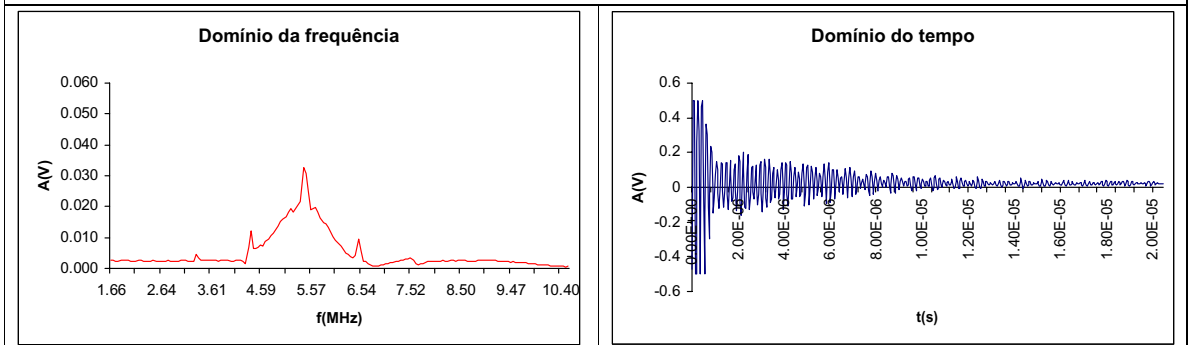 Domínio da frequência
0.060
0.050
0.040
0.030
0.020
0.010
0.000
A(V)
1.66 2.64 3.61 4.59 5.57 6.54 7.52 8.50 9.47 10.40
f(MHz)
Domínio do tempo
0.6
0.4
0.2
0
-0.2
-0.4
-0.6
A(V)
0.00E+00 2.00E-06 4.00E-06 6.00E-06 8.00E-06 1.00E-05 1.20E-05 1.40E-05 1.60E-05 1.80E-05 2.00E-05
t(s)